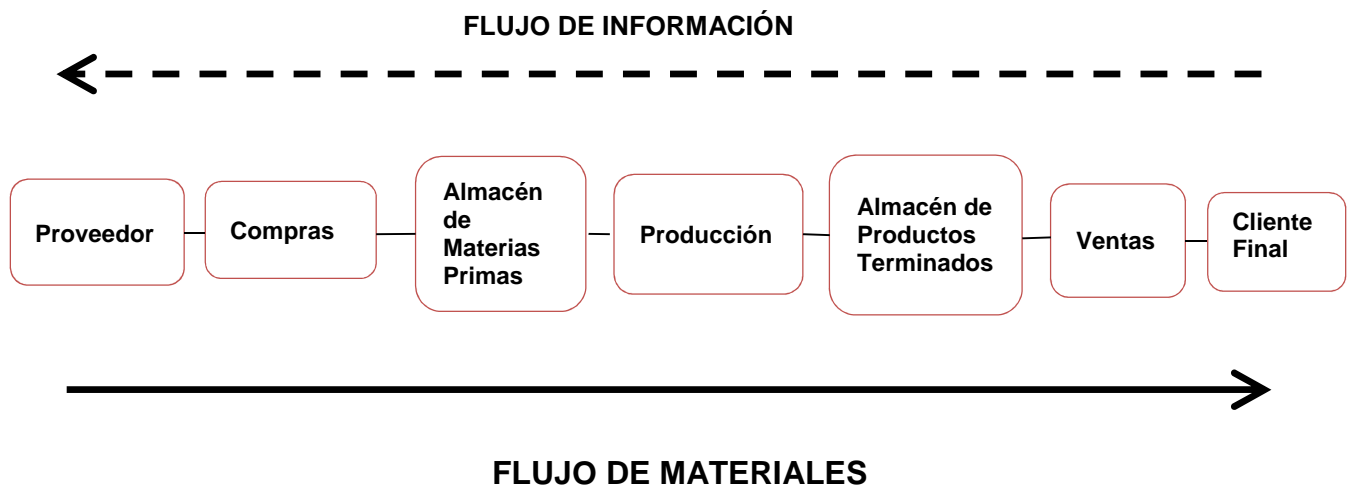 FLUJO DE INFORMACIÓN
Proveedor
Compras
Almacén
de
Materias
Primas
Producción
Almacén de
Productos
Terminados
Ventas
Cliente
Final
FLUJO DE MATERIALES